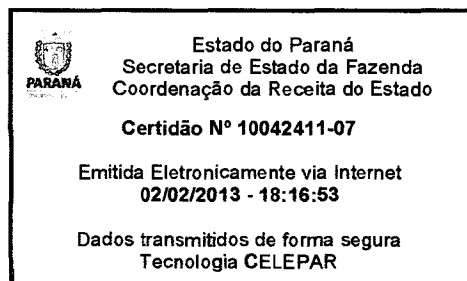 Estado do Paraná
Secretaria de Estado da Fazenda
PARANÁ
Coordenação da Receita do Estado
Certidão Nº 10042411-07
Emitida Eletronicamente via Internet
02/02/2013 - 18:16:53
Dados transmitidos de forma segura
Tecnologia CELEPAR